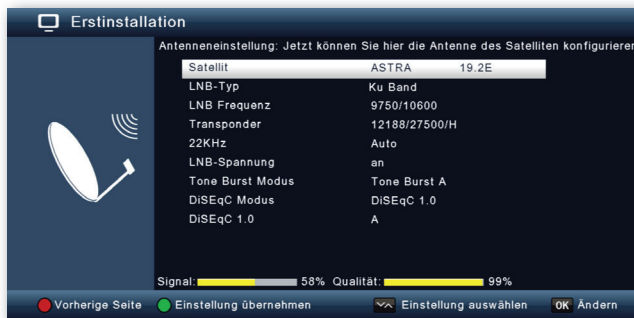 Erstinstallation
Antenneneinstellung: Jetzt können Sie hier die Antenne des Satelliten konfigurieren
Satellit ASTRA 19.2E
LNB-Typ Ku Band
LNB Frequenz 9750/10600
Transponder 12188/27500/H
22KHz Auto
LNB-Spannung an
Tone Burst Modus Tone Burst A
DiSEqC Modus DiSEqC 1.0
DiSEqC 1.0 A
Signal: 58% Qualität: 99%
Vorherige Seite Einstellung übernehmen Einstellung auswählen OK Ändern